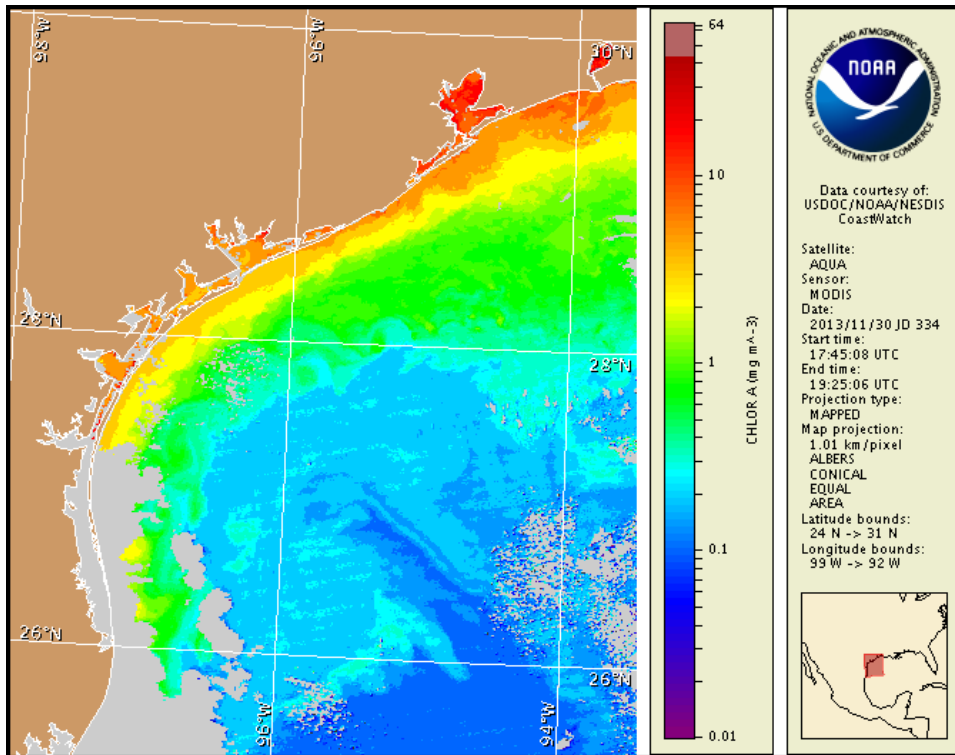 98°W
96°W
30°N
28°N
28°N
26°N
26°N
96°W
94°W
64
10
1
0.1
0.01
CHLOR A (mg m^-3)
NATIONAL OCEANIC AND ATMOSPHERIC ADMINISTRATION
NOAA
U.S. DEPARTMENT OF COMMERCE
Data courtesy of:
USDOC/NOAA/NESDIS
CoastWatch
Satellite:
AQUA
Sensor:
MODIS
Date:
2013/11/30 JD 334
Start time:
17:45:08 UTC
End time:
19:25:06 UTC
Projection type:
MAPPED
Map projection:
1.01 km/pixel
ALBERS
CONICAL
EQUAL
AREA
Latitude bounds:
24 N -> 31 N
Longitude bounds:
99 W -> 92 W